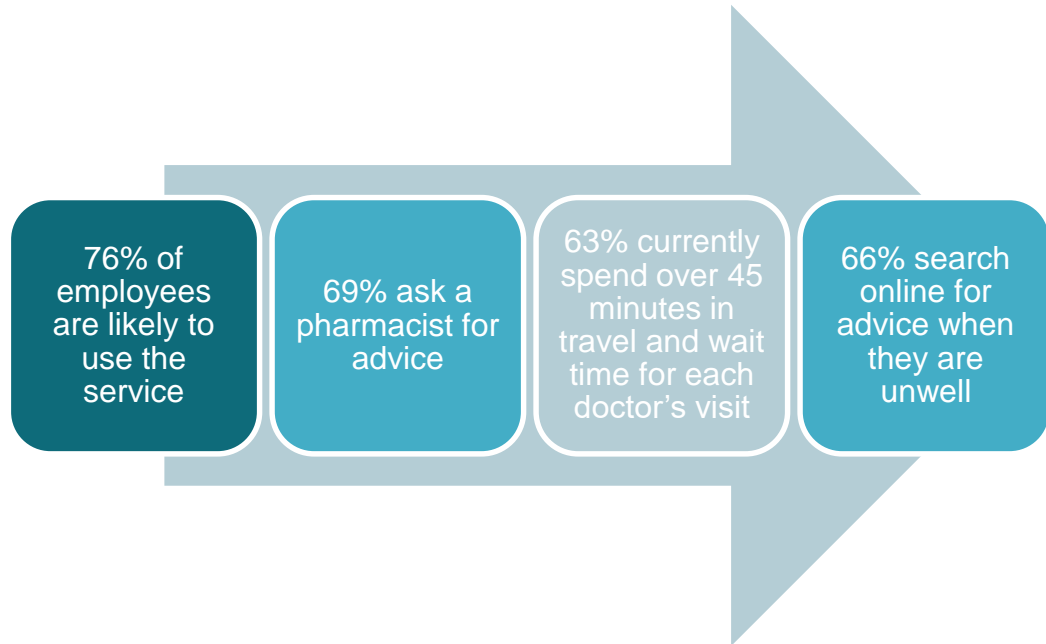 76% of
employees
are likely to
use the
service
69% ask a
pharmacist for
advice
63% currently
spend over 45
minutes in
travel and wait
time for each
doctor’s visit
66% search
online for
advice when
they are
unwell